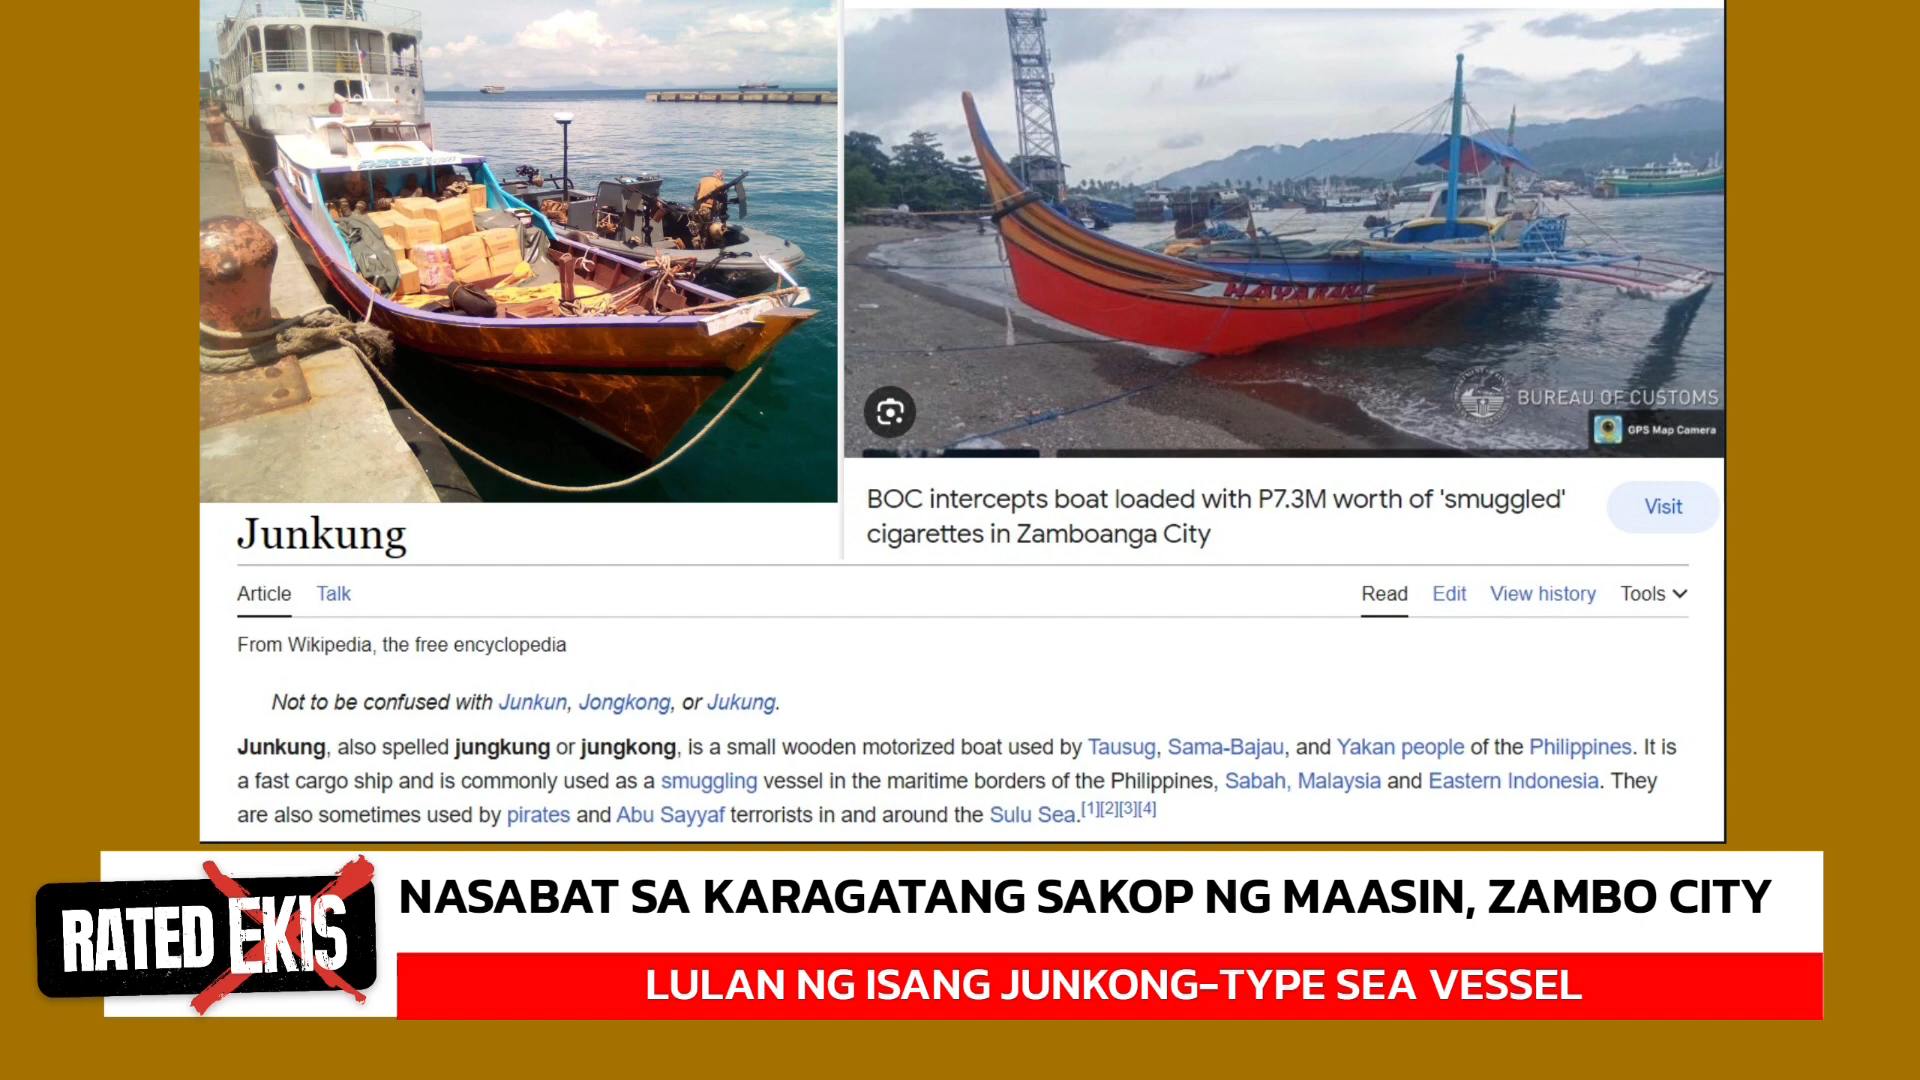 HAYARANA
BUREAU OF CUSTOMS
GPS Map Camera
BOC intercepts boat loaded with P7.3M worth of 'smuggled'
cigarettes in Zamboanga City
Visit
Junkung
Article Talk Read Edit View history Tools
From Wikipedia, the free encyclopedia
Not to be confused with Junkun, Jongkong, or Jukung.
Junkung, also spelled jungkung or jungkong, is a small wooden motorized boat used by Tausug, Sama-Bajau, and Yakan people of the Philippines. It is
a fast cargo ship and is commonly used as a smuggling vessel in the maritime borders of the Philippines, Sabah, Malaysia and Eastern Indonesia. They
are also sometimes used by pirates and Abu Sayyaf terrorists in and around the Sulu Sea.[1][2][3][4]
RATED EKIS
NASABAT SA KARAGATANG SAKOP NG MAASIN, ZAMBO CITY
LULAN NG ISANG JUNKONG-TYPE SEA VESSEL